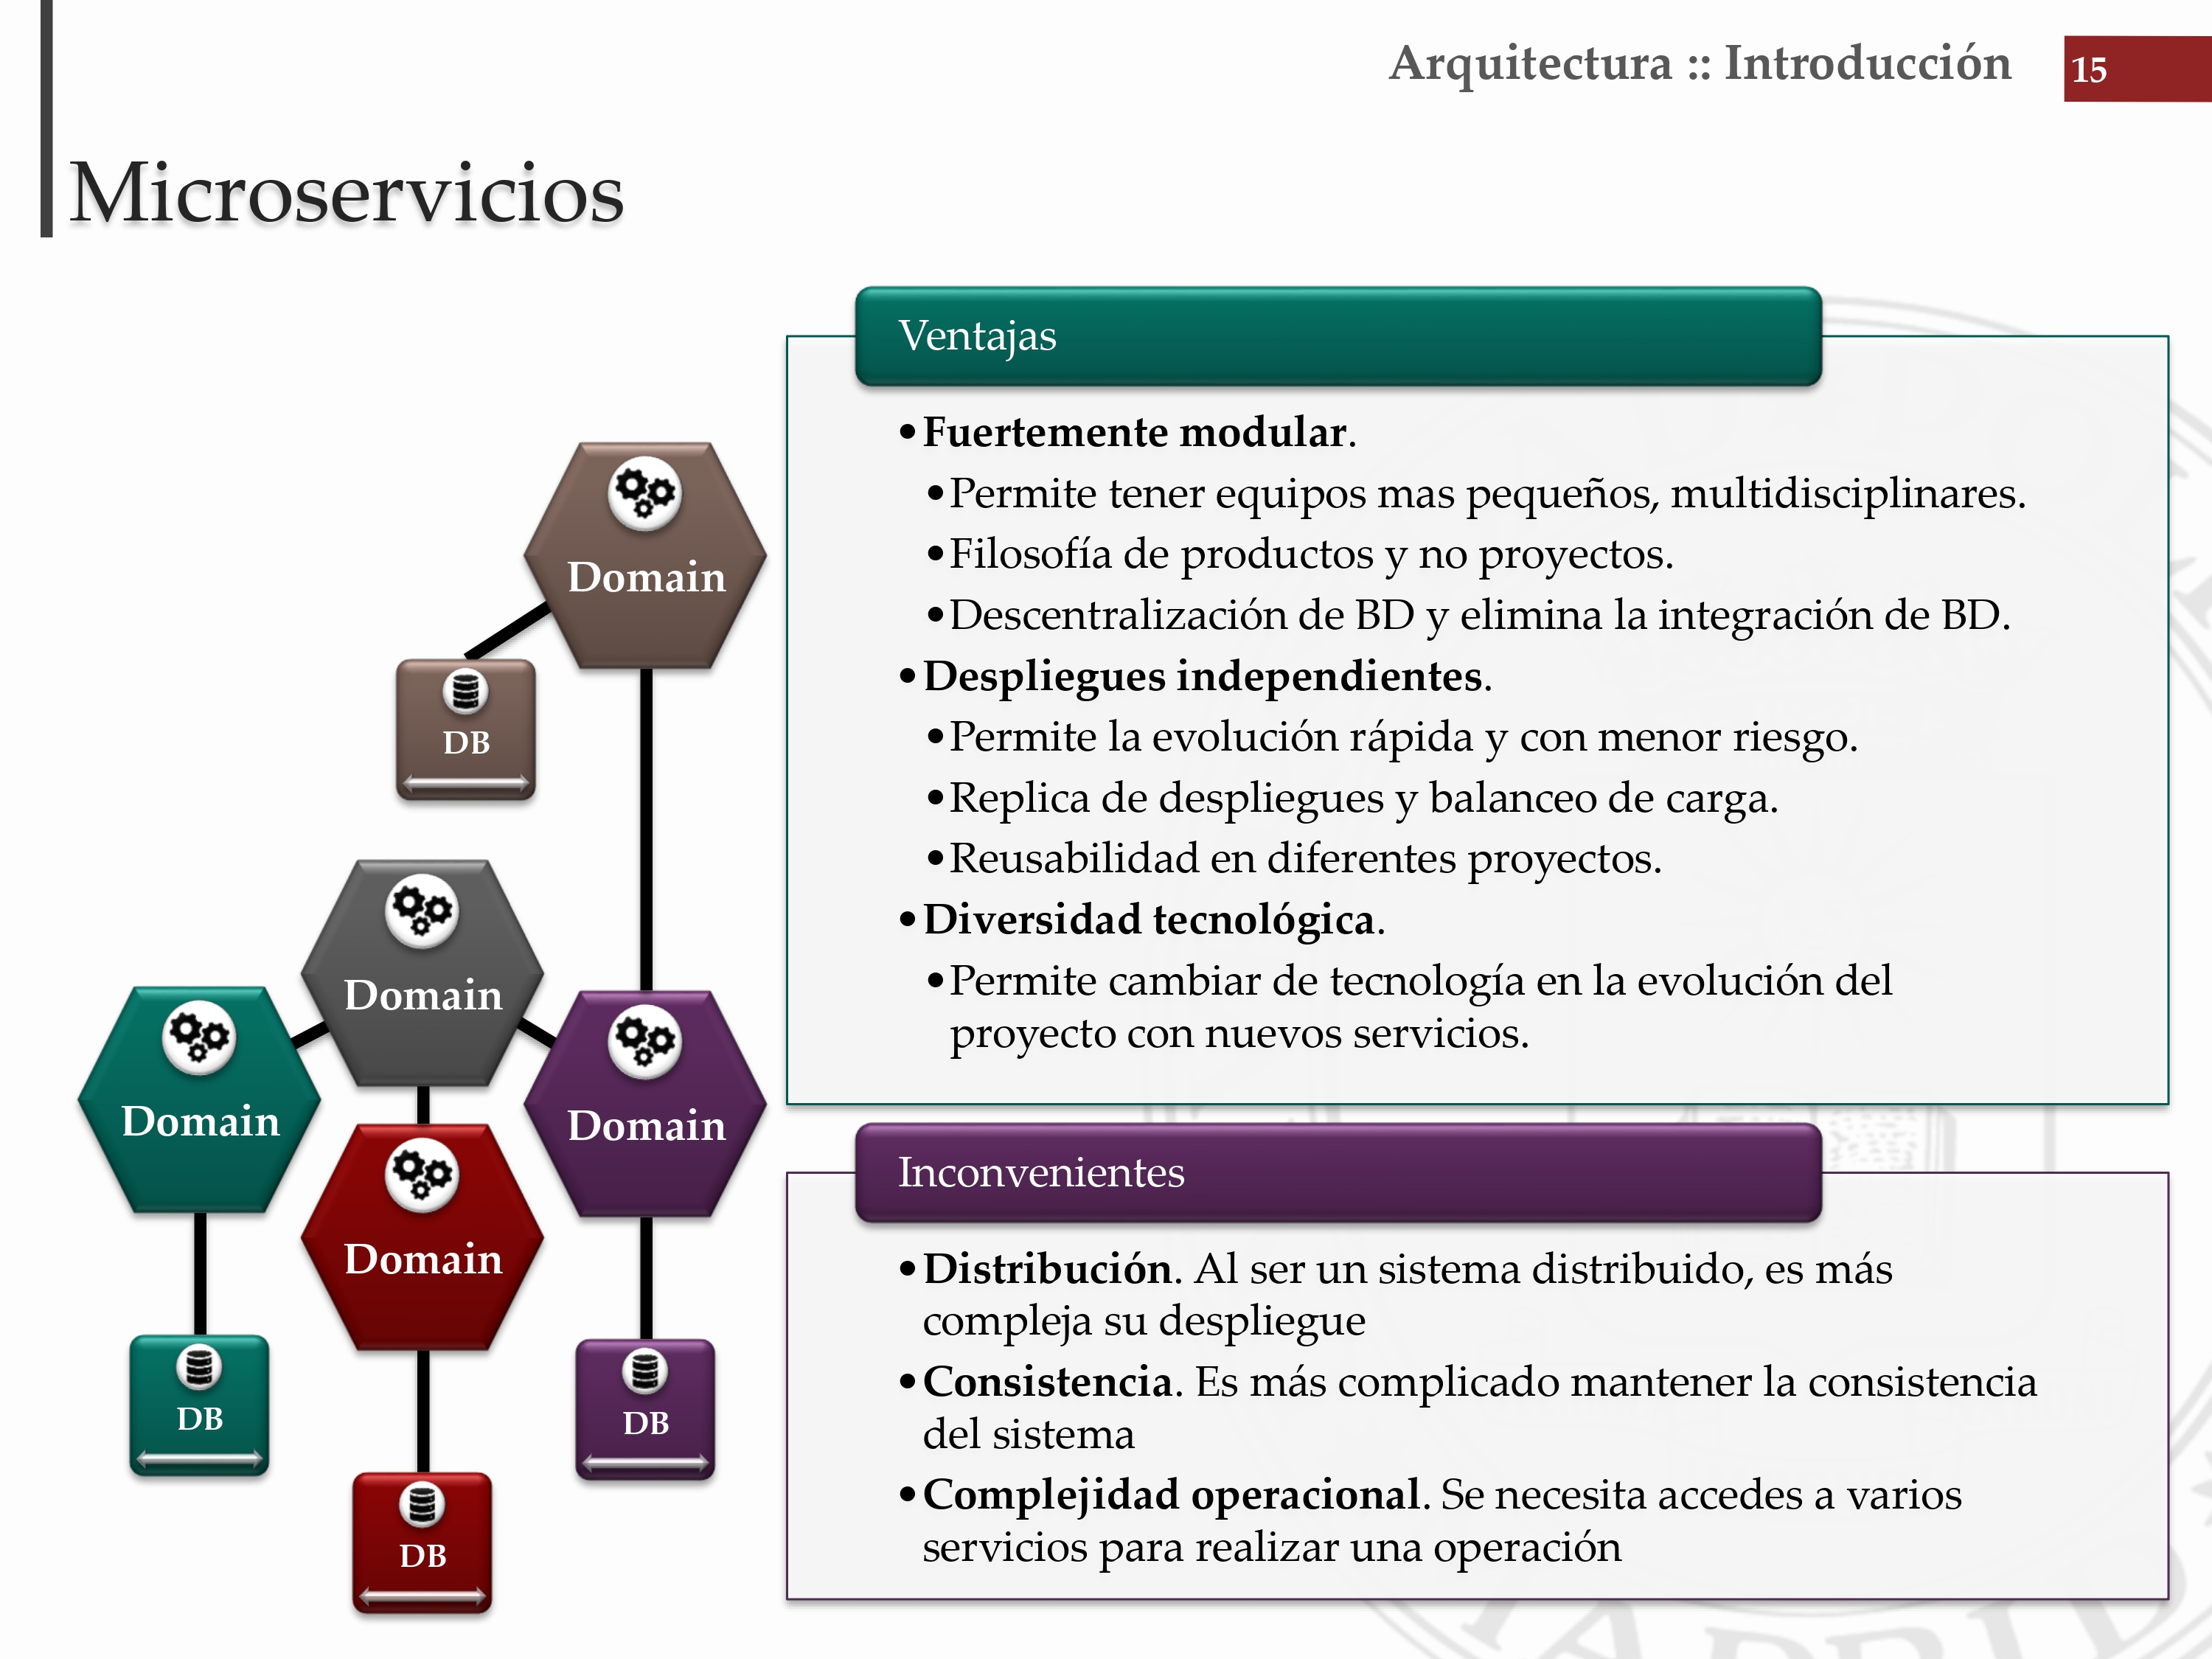 Arquitectura :: Introducción
15
Microservicios
Ventajas
•Fuertemente modular.
•Permite tener equipos mas pequeños, multidisciplinares.
•Filosofía de productos y no proyectos.
•Descentralización de BD y elimina la integración de BD.
•Despliegues independientes.
•Permite la evolución rápida y con menor riesgo.
•Replica de despliegues y balanceo de carga.
•Reusabilidad en diferentes proyectos.
•Diversidad tecnológica.
•Permite cambiar de tecnología en la evolución del
proyecto con nuevos servicios.
Inconvenientes
•Distribución. Al ser un sistema distribuido, es más
compleja su despliegue
•Consistencia. Es más complicado mantener la consistencia
del sistema
•Complejidad operacional. Se necesita accedes a varios
servicios para realizar una operación
Domain
DB
Domain
Domain
Domain
Domain
DB
DB
DB